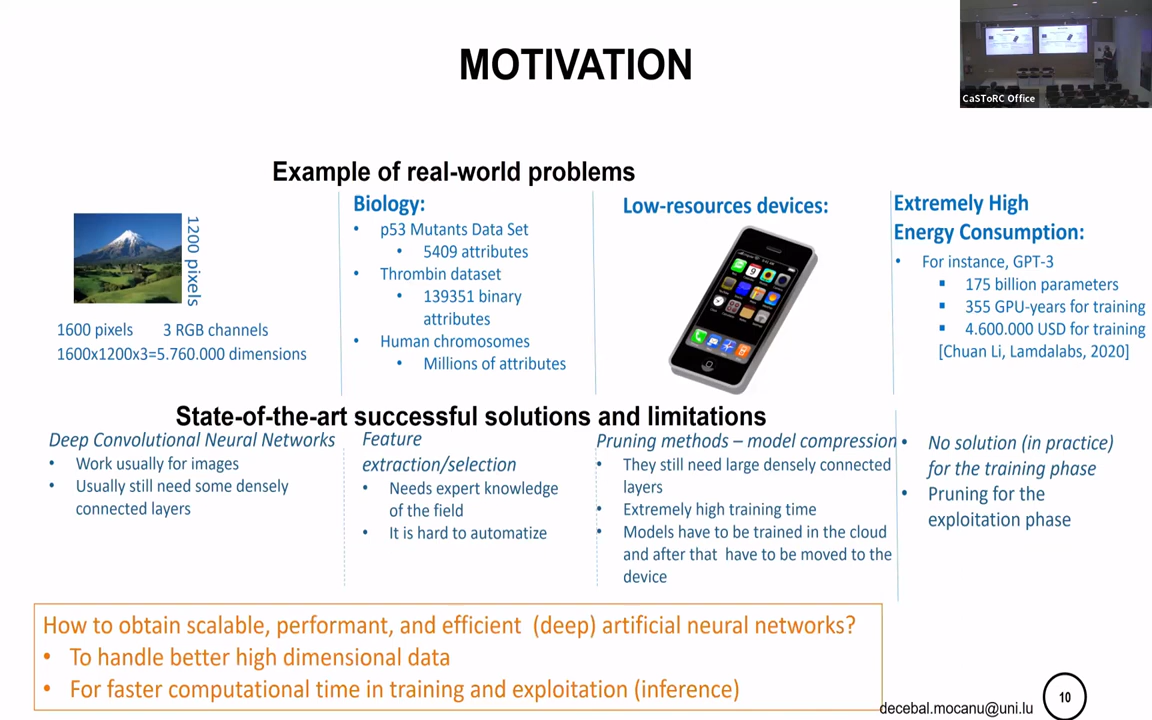 MOTIVATION
CaSToRC Office
Example of real-world problems
1200 pixels
1600 pixels 3 RGB channels
1600x1200x3=5.760.000 dimensions
Biology:
• p53 Mutants Data Set
• 5409 attributes
• Thrombin dataset
• 139351 binary
attributes
• Human chromosomes
• Millions of attributes
Low-resources devices:
Extremely High
Energy Consumption:
• For instance, GPT-3
▪ 175 billion parameters
▪ 355 GPU-years for training
▪ 4.600.000 USD for training
[Chuan Li, Lamdalabs, 2020]
State-of-the-art successful solutions and limitations
Deep Convolutional Neural Networks
• Work usually for images
• Usually still need some densely
connected layers
Feature
extraction/selection
• Needs expert knowledge
of the field
• It is hard to automatize
Pruning methods – model compression
• They still need large densely connected
layers
• Extremely high training time
• Models have to be trained in the cloud
and after that have to be moved to the
device
• No solution (in practice)
for the training phase
• Pruning for the
exploitation phase
How to obtain scalable, performant, and efficient (deep) artificial neural networks?
• To handle better high dimensional data
• For faster computational time in training and exploitation (inference)
decebal.mocanu@uni.lu
10